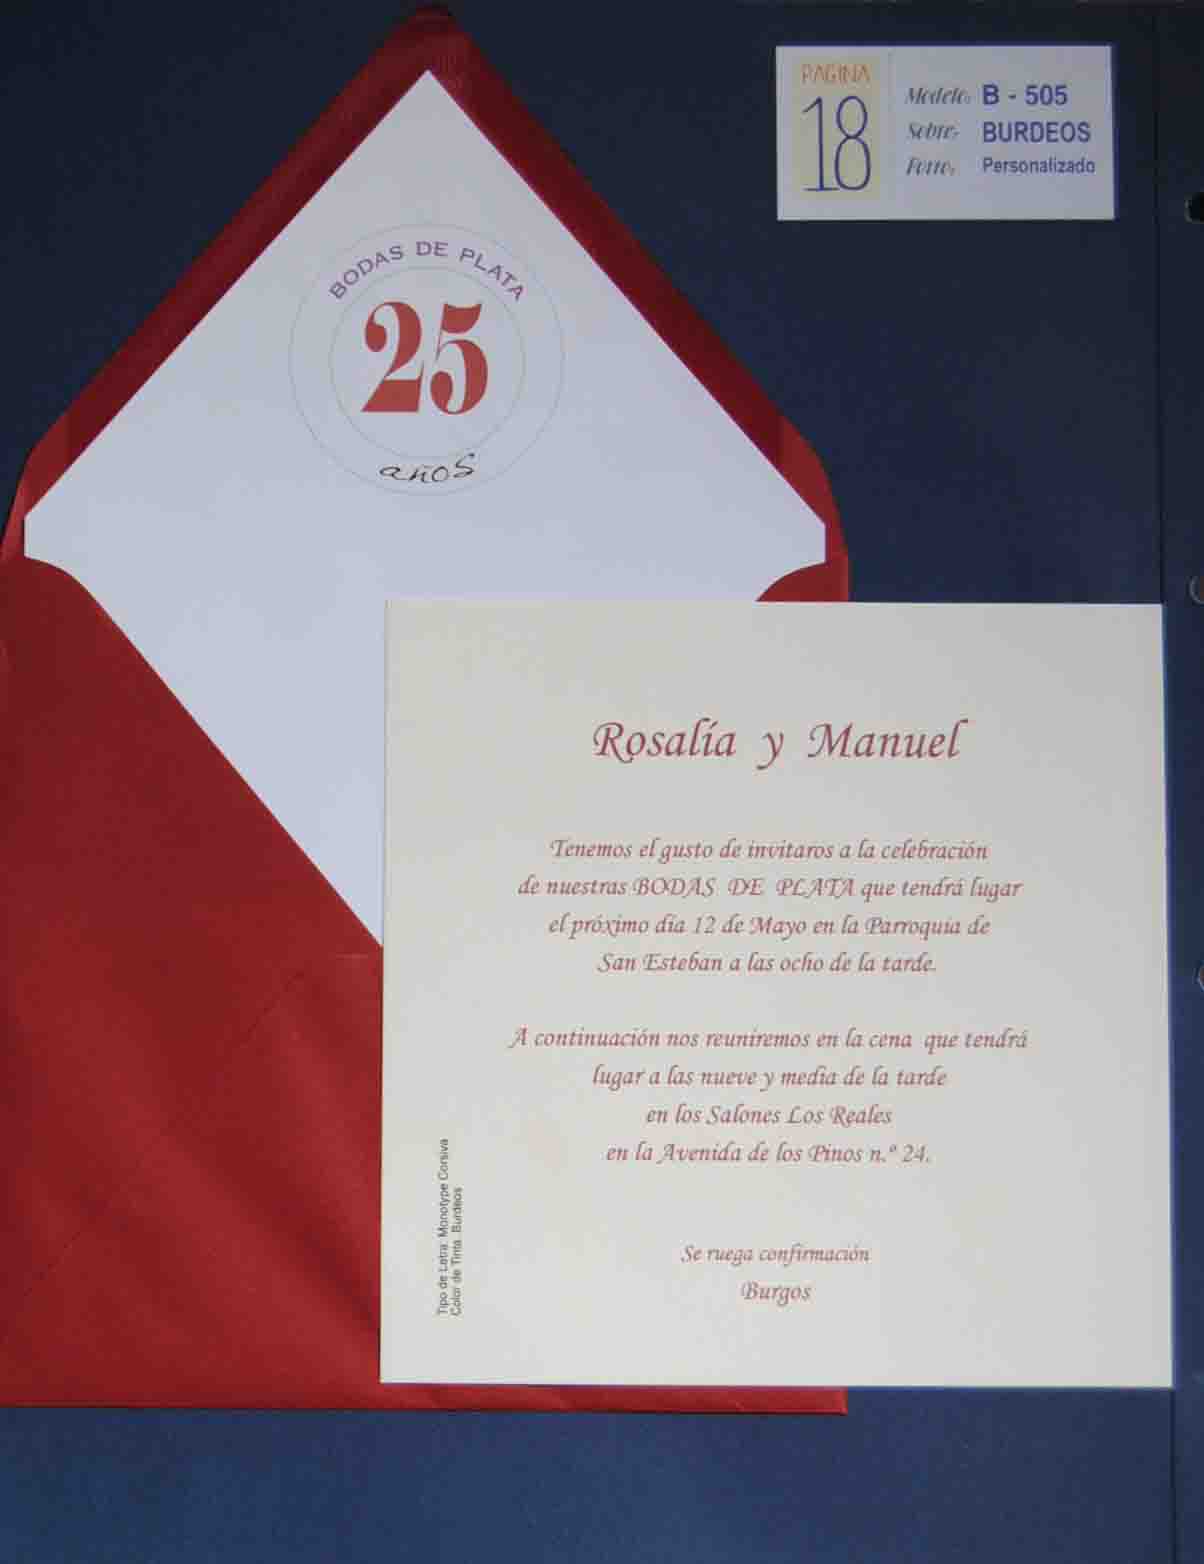 PAGINA
18
Modelo: B - 505
Sobre: BURDEOS
Forro: Personalizado
BODAS DE PLATA
25
años
Rosalía y Manuel
Tenemos el gusto de invitaros a la celebración
de nuestras BODAS DE PLATA que tendrá lugar
el próximo día 12 de Mayo en la Parroquia de
San Esteban a las ocho de la tarde.
A continuación nos reuniremos en la cena que tendrá
lugar a las nueve y media de la tarde
en los Salones Los Reales
en la Avenida de los Pinos n.º 24.
Se ruega confirmación
Burgos
Tipo de Letra: Monotype Corsiva
Color de Tinta: Burdeos